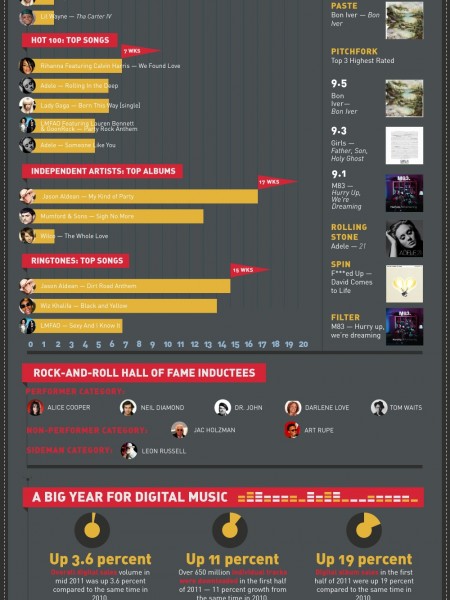 Lil Wayne — Tha Carter IV
HOT 100: TOP SONGS
7 WKS
Rihanna Featuring Calvin Harris — We Found Love
Adele — Rolling In the Deep
Lady Gaga — Born This Way [single]
LMFAO Featuring Lauren Bennett
& GoonRock — Party Rock Anthem
Adele — Someone Like You
INDEPENDENT ARTISTS: TOP ALBUMS
17 WKS
Jason Aldean — My Kind of Party
Mumford & Sons — Sigh No More
Wilco — The Whole Love
RINGTONES: TOP SONGS
15 WKS
Jason Aldean — Dirt Road Anthem
Wiz Khalifa — Black and Yellow
LMFAO — Sexy And I Know It
0 1 2 3 4 5 6 7 8 9 10 11 12 13 14 15 16 17 18 19 20
PASTE
Bon Iver — Bon
Iver
PITCHFORK
Top 3 Highest Rated
9.5
Bon
Iver—
Bon Iver
9.3
Girls —
Father, Son,
Holy Ghost
9.1
M83 —
Hurry Up,
We're
Dreaming
ROLLING
STONE
Adele — 21
SPIN
F***ed Up —
David Comes
to Life
FILTER
M83 — Hurry up,
we're dreaming
ROCK-AND-ROLL HALL OF FAME INDUCTEES
PERFORMER CATEGORY:
ALICE COOPER
NEIL DIAMOND
DR. JOHN
DARLENE LOVE
TOM WAITS
NON-PERFORMER CATEGORY:
JAC HOLZMAN
ART RUPE
SIDEMAN CATEGORY:
LEON RUSSELL
A BIG YEAR FOR DIGITAL MUSIC
Up 3.6 percent
Overall digital sales volume in
mid 2011 was up 3.6 percent
compared to the same time in
2010
Up 11 percent
Over 650 million individual tracks
were downloaded in the first half
of 2011 — 11 percent growth from
the same time in 2010
Up 19 percent
Digital album sales in the first
half of 2011 were up 19 percent
compared to the same time in
2010